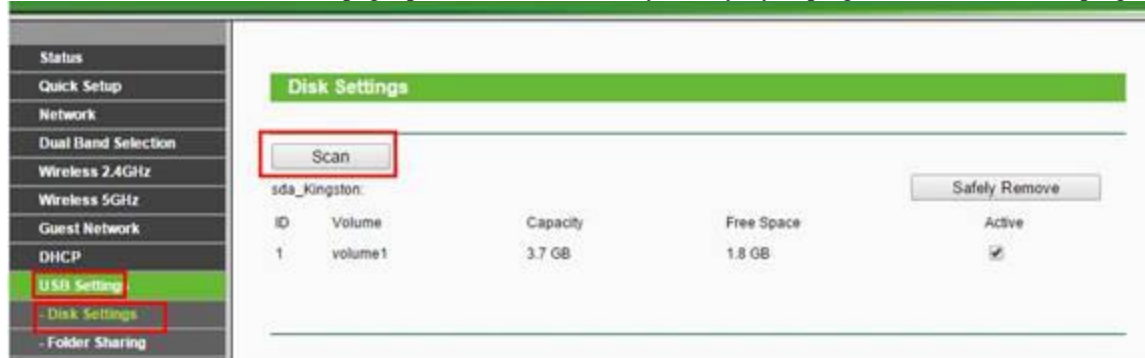 Status
Quick Setup
Network
Dual Band Selection
Wireless 2.4GHz
Wireless 5GHz
Guest Network
DHCP
USB Settings
- Disk Settings
- Folder Sharing
Disk Settings
Scan
sda_Kingston:
Safely Remove
ID Volume Capacity Free Space Active
1 volume1 3.7 GB 1.8 GB